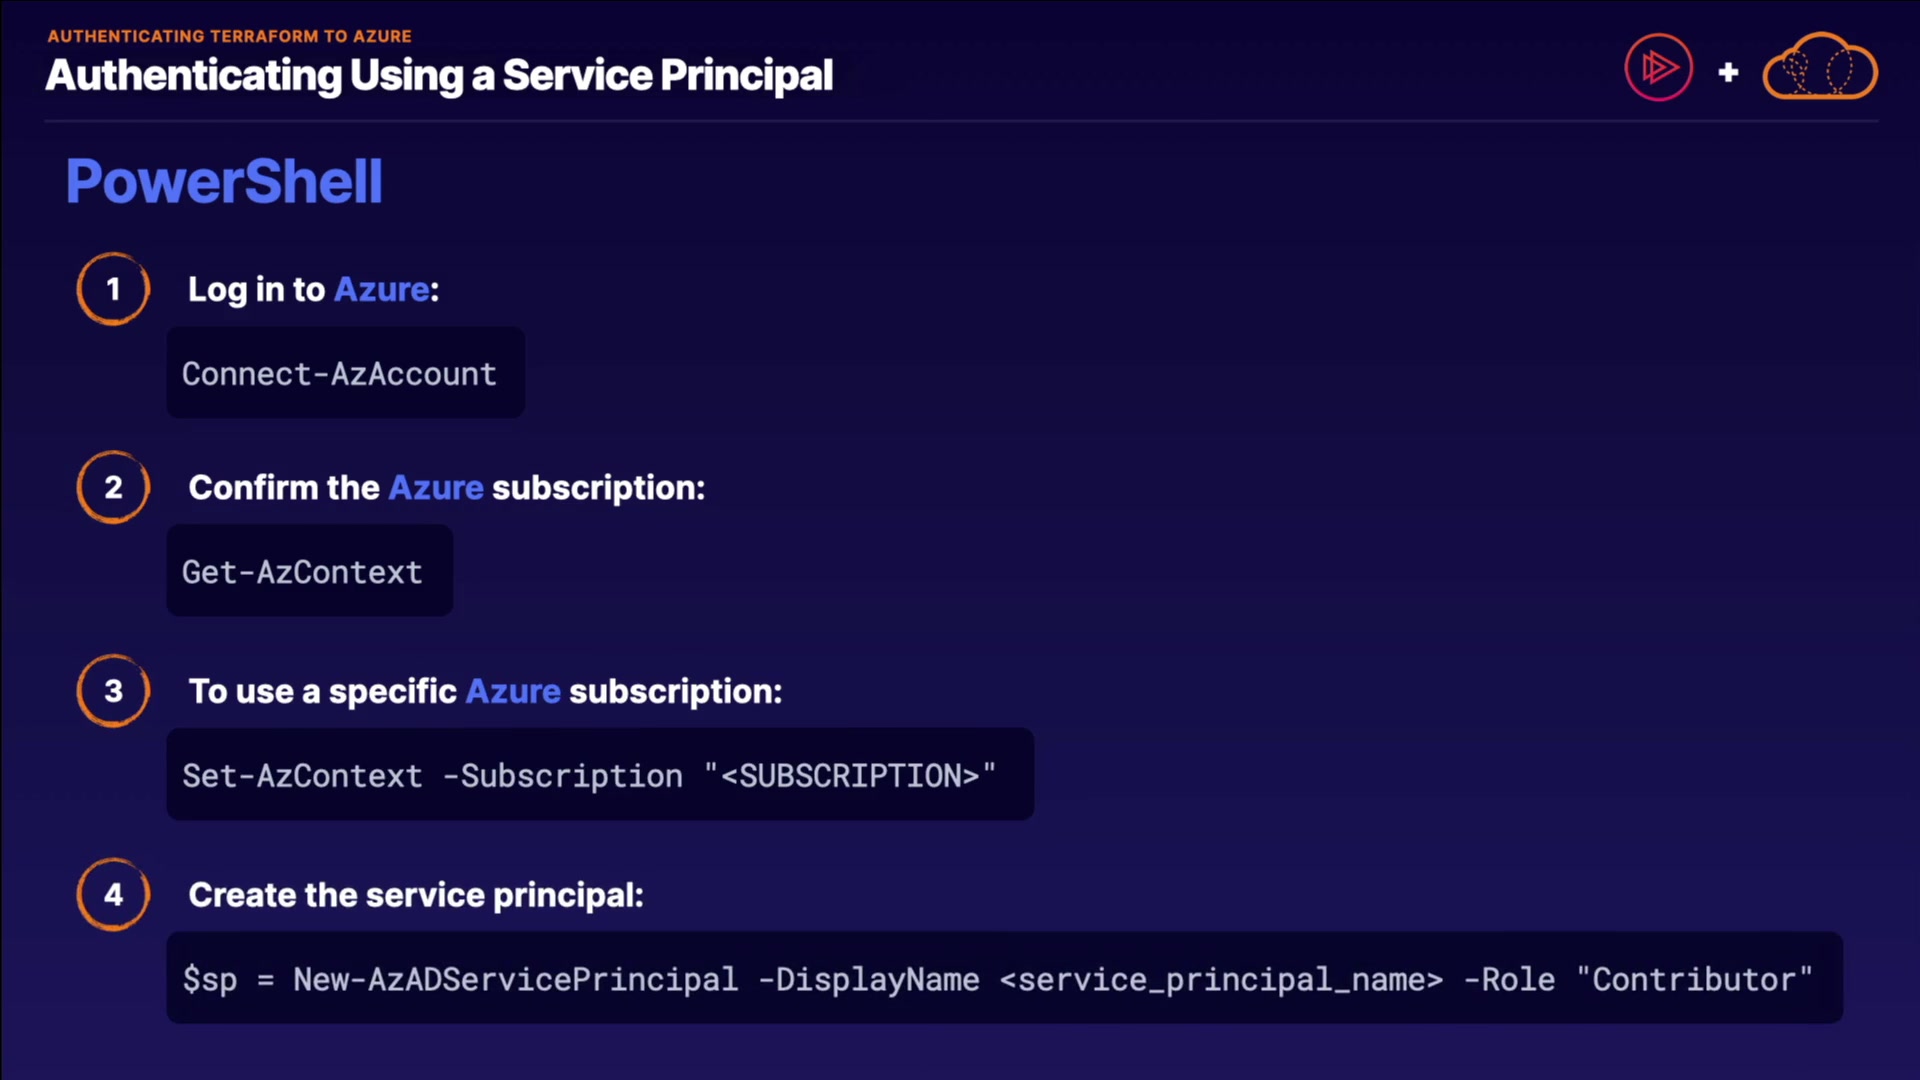 AUTHENTICATING TERRAFORM TO AZURE
Authenticating Using a Service Principal
PowerShell
1 Log in to Azure:
Connect-AzAccount
2 Confirm the Azure subscription:
Get-AzContext
3 To use a specific Azure subscription:
Set-AzContext -Subscription "<SUBSCRIPTION>"
4 Create the service principal:
$sp = New-AzADServicePrincipal -DisplayName <service_principal_name> -Role "Contributor"